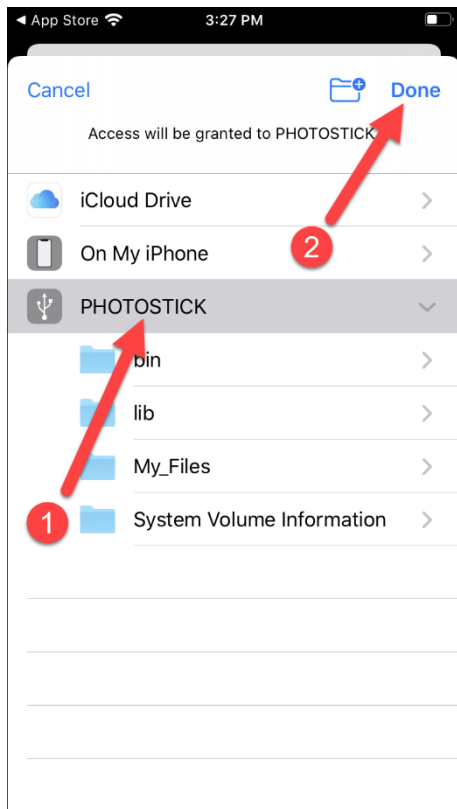 ◀ App Store 3:27 PM
Cancel Done
Access will be granted to PHOTOSTICK
iCloud Drive
On My iPhone
2
PHOTOSTICK
bin
lib
My_Files
1 System Volume Information